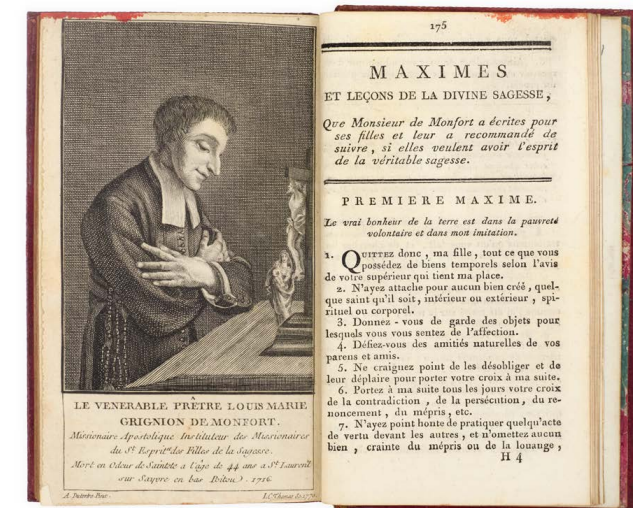 LE VENERABLE PRÊTRE LOUIS MARIE
GRIGNION DE MONFORT.
Missionaire Apostolique Instituteur des Missionaires
du St Esprit et des Filles de la Sagesse.
Mort en Odeur de Sainteté a l'âge de 44 ans a St Laurent
sur Sayvre en bas Poitou 1716.
175
MAXIMES
ET LEÇONS DE LA DIVINE SAGESSE,
Que Monsieur de Monfort a écrites pour
ses filles et leur a recommandé de
suivre, si elles veulent avoir l'esprit
de la véritable sagesse.
PREMIERE MAXIME.
Le vrai bonheur de la terre est dans la pauvreté
volontaire et dans mon imitation.
1. QUITTEZ donc, ma fille, tout ce que vous
possédez de biens temporels selon l'avis
de votre supérieur qui tient ma place.
2. N'ayez attache pour aucun bien créé, quel-
que saint qu'il soit, intérieur ou extérieur, spi-
rituel ou corporel.
3. Donnez-vous de garde des objets pour
lesquels vous vous sentez de l'affection.
4. Défiez-vous des amitiés naturelles de vos
parens et amis.
5. Ne craignez point de les désobliger et de
leur déplaire pour porter votre croix à ma suite.
6. Portez à ma suite tous les jours votre croix
de la contradiction, de la persécution, du re-
noncement, du mépris, etc.
7. N'ayez point honte de pratiquer quelqu'acte
de vertu devant les autres, et n'omettez aucun
bien, crainte du mépris ou de la louange,
H 4